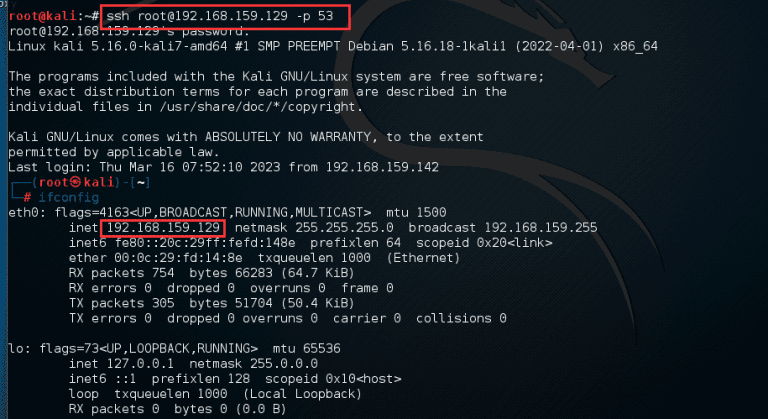 root@kali:~# ssh root@192.168.159.129 -p 53
root@192.168.159.129's password:
Linux kali 5.16.0-kali7-amd64 #1 SMP PREEMPT Debian 5.16.18-1kali1 (2022-04-01) x86_64
The programs included with the Kali GNU/Linux system are free software;
the exact distribution terms for each program are described in the
individual files in /usr/share/doc/*/copyright.
Kali GNU/Linux comes with ABSOLUTELY NO WARRANTY, to the extent
permitted by applicable law.
Last login: Thu Mar 16 07:52:10 2023 from 192.168.159.142
┌──(root㉿kali)-[~]
└─# ifconfig
eth0: flags=4163<UP,BROADCAST,RUNNING,MULTICAST>  mtu 1500
inet 192.168.159.129  netmask 255.255.255.0  broadcast 192.168.159.255
inet6 fe80::20c:29ff:fefd:148e  prefixlen 64  scopeid 0x20<link>
ether 00:0c:29:fd:14:8e  txqueuelen 1000  (Ethernet)
RX packets 754  bytes 66283 (64.7 KiB)
RX errors 0  dropped 0  overruns 0  frame 0
TX packets 305  bytes 51704 (50.4 KiB)
TX errors 0  dropped 0 overruns 0  carrier 0  collisions 0
lo: flags=73<UP,LOOPBACK,RUNNING>  mtu 65536
inet 127.0.0.1  netmask 255.0.0.0
inet6 ::1  prefixlen 128  scopeid 0x10<host>
loop  txqueuelen 1000  (Local Loopback)
RX packets 0  bytes 0 (0.0 B)